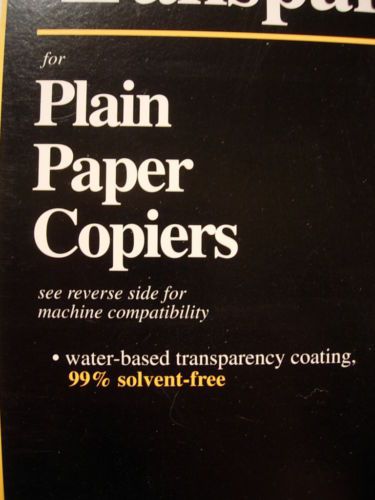 for
Plain
Paper
Copiers
see reverse side for
machine compatibility
• water-based transparency coating,
99% solvent-free